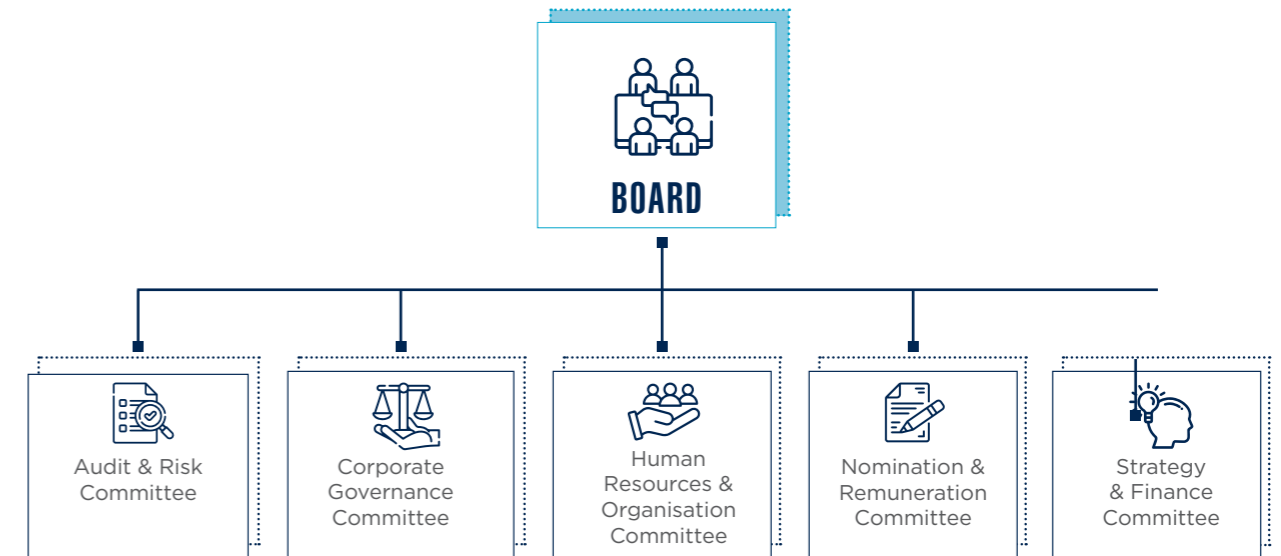 BOARD
Audit & Risk
Committee
Corporate
Governance
Committee
Human
Resources &
Organisation
Committee
Nomination &
Remuneration
Committee
Strategy
& Finance
Committee